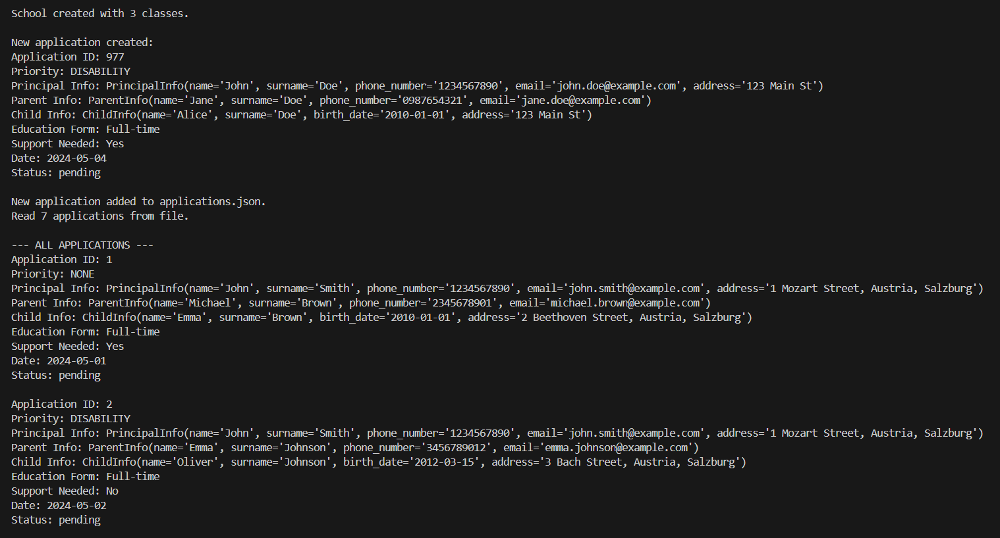 School created with 3 classes.
New application created:
Application ID: 977
Priority: DISABILITY
Principal Info: PrincipalInfo(name='John', surname='Doe', phone_number='1234567890', email='john.doe@example.com', address='123 Main St')
Parent Info: ParentInfo(name='Jane', surname='Doe', phone_number='0987654321', email='jane.doe@example.com')
Child Info: ChildInfo(name='Alice', surname='Doe', birth_date='2010-01-01', address='123 Main St')
Education Form: Full-time
Support Needed: Yes
Date: 2024-05-04
Status: pending
New application added to applications.json.
Read 7 applications from file.
--- ALL APPLICATIONS ---
Application ID: 1
Priority: NONE
Principal Info: PrincipalInfo(name='John', surname='Smith', phone_number='1234567890', email='john.smith@example.com', address='1 Mozart Street, Austria, Salzburg')
Parent Info: ParentInfo(name='Michael', surname='Brown', phone_number='2345678901', email='michael.brown@example.com')
Child Info: ChildInfo(name='Emma', surname='Brown', birth_date='2010-01-01', address='2 Beethoven Street, Austria, Salzburg')
Education Form: Full-time
Support Needed: Yes
Date: 2024-05-01
Status: pending
Application ID: 2
Priority: DISABILITY
Principal Info: PrincipalInfo(name='John', surname='Smith', phone_number='1234567890', email='john.smith@example.com', address='1 Mozart Street, Austria, Salzburg')
Parent Info: ParentInfo(name='Emma', surname='Johnson', phone_number='3456789012', email='emma.johnson@example.com')
Child Info: ChildInfo(name='Oliver', surname='Johnson', birth_date='2012-03-15', address='3 Bach Street, Austria, Salzburg')
Education Form: Full-time
Support Needed: No
Date: 2024-05-02
Status: pending